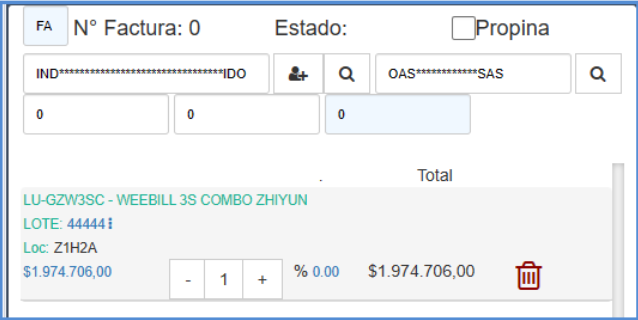 FA N° Factura: 0 Estado: Propina
IND********************************IDO OAS************SAS
0 0 0
. Total
LU-GZW3SC - WEEBILL 3S COMBO ZHIYUN
LOTE: 44444
Loc: Z1H2A
$1.974.706,00 - 1 + % 0.00 $1.974.706,00